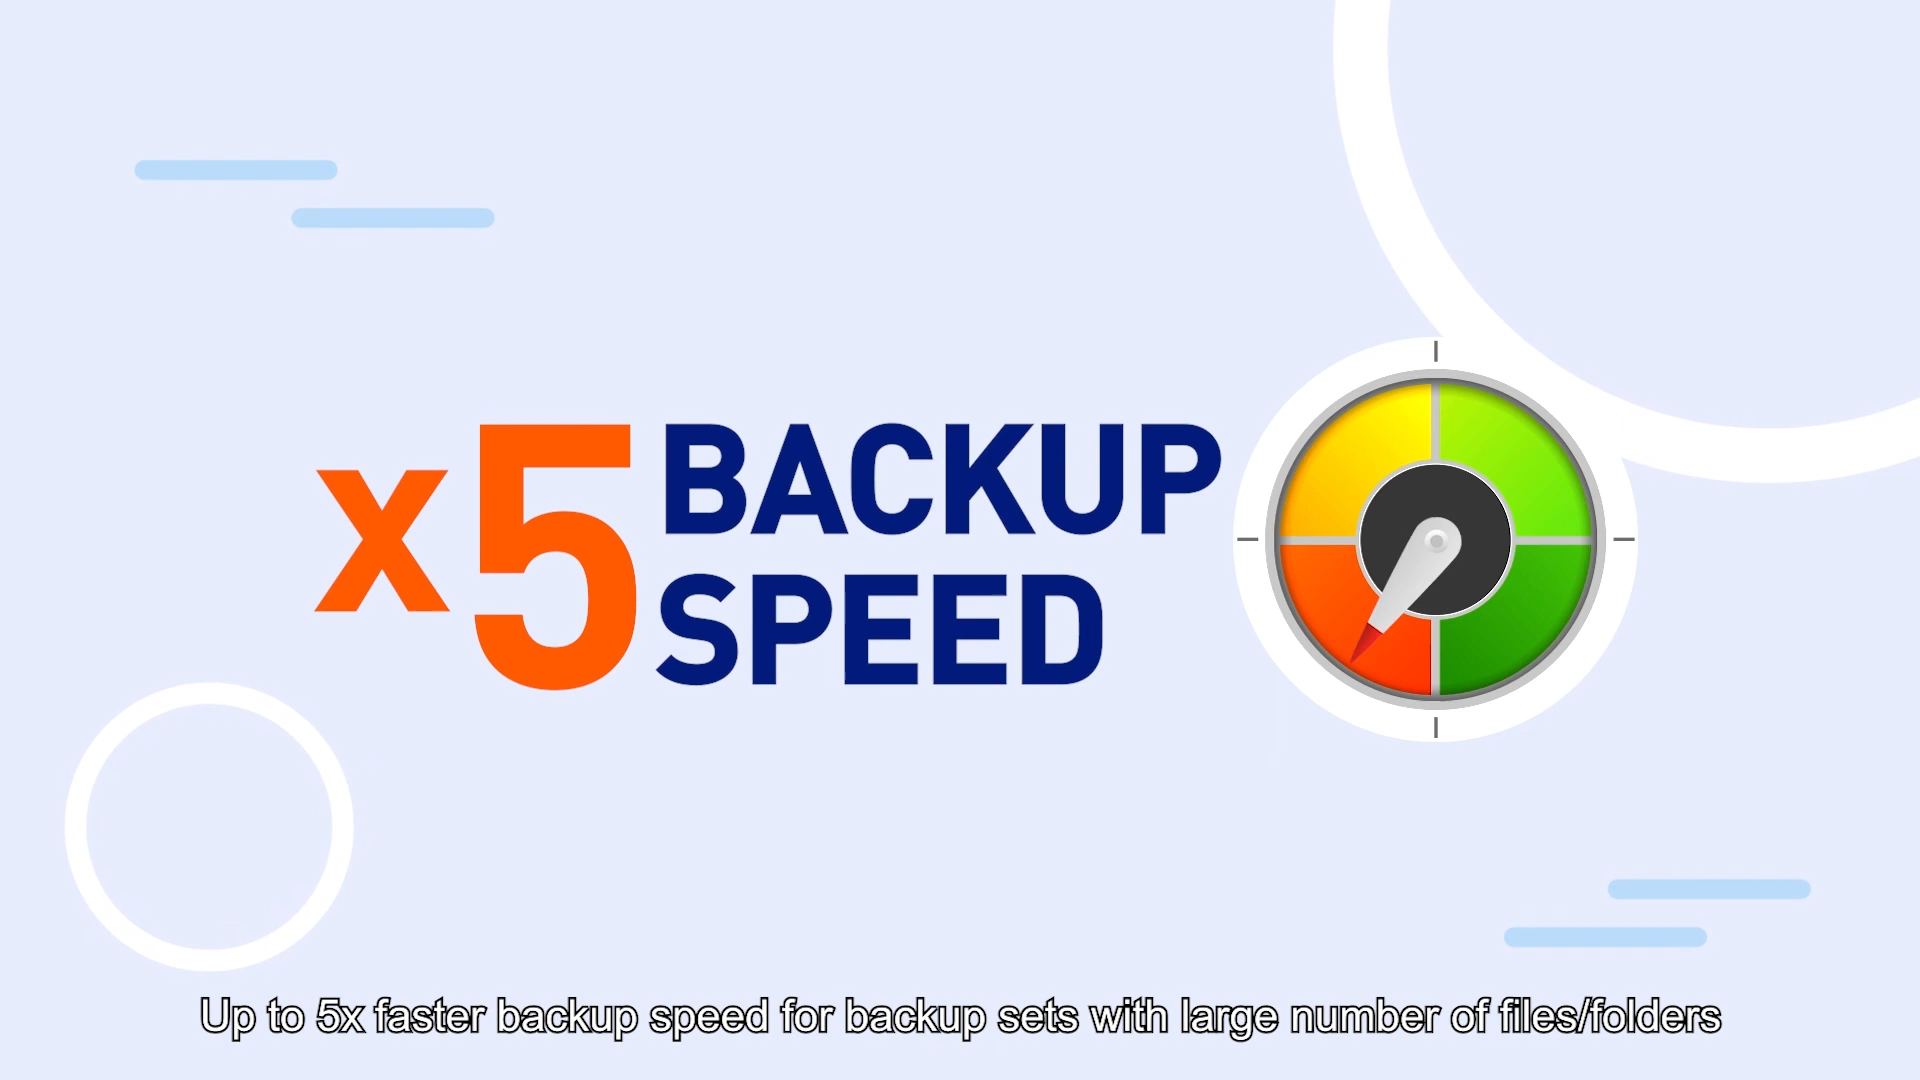 x5 BACKUP
SPEED
Up to 5x faster backup speed for backup sets with large number of files/folders